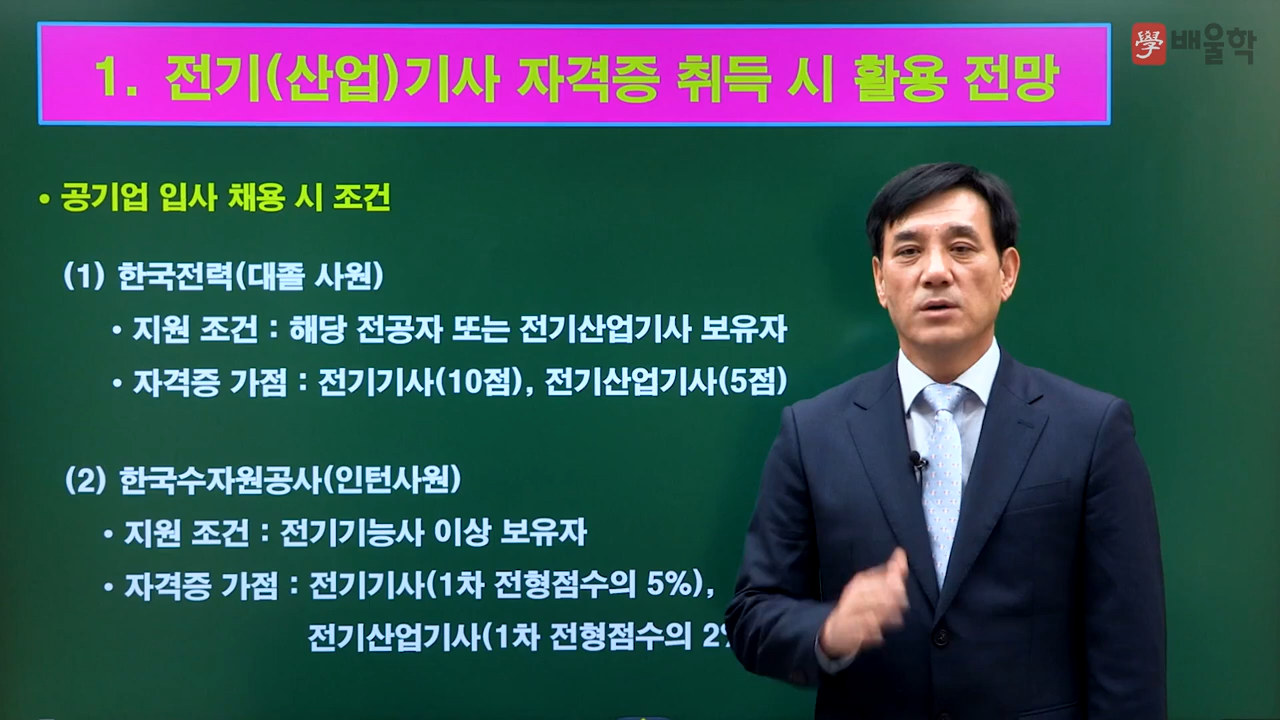 學 배울학
1. 전기(산업)기사 자격증 취득 시 활용 전망
• 공기업 입사 채용 시 조건
(1) 한국전력(대졸 사원)
• 지원 조건 : 해당 전공자 또는 전기산업기사 보유자
• 자격증 가점 : 전기기사(10점), 전기산업기사(5점)
(2) 한국수자원공사(인턴사원)
• 지원 조건 : 전기기능사 이상 보유자
• 자격증 가점 : 전기기사(1차 전형점수의 5%),
전기산업기사(1차 전형점수의 2%